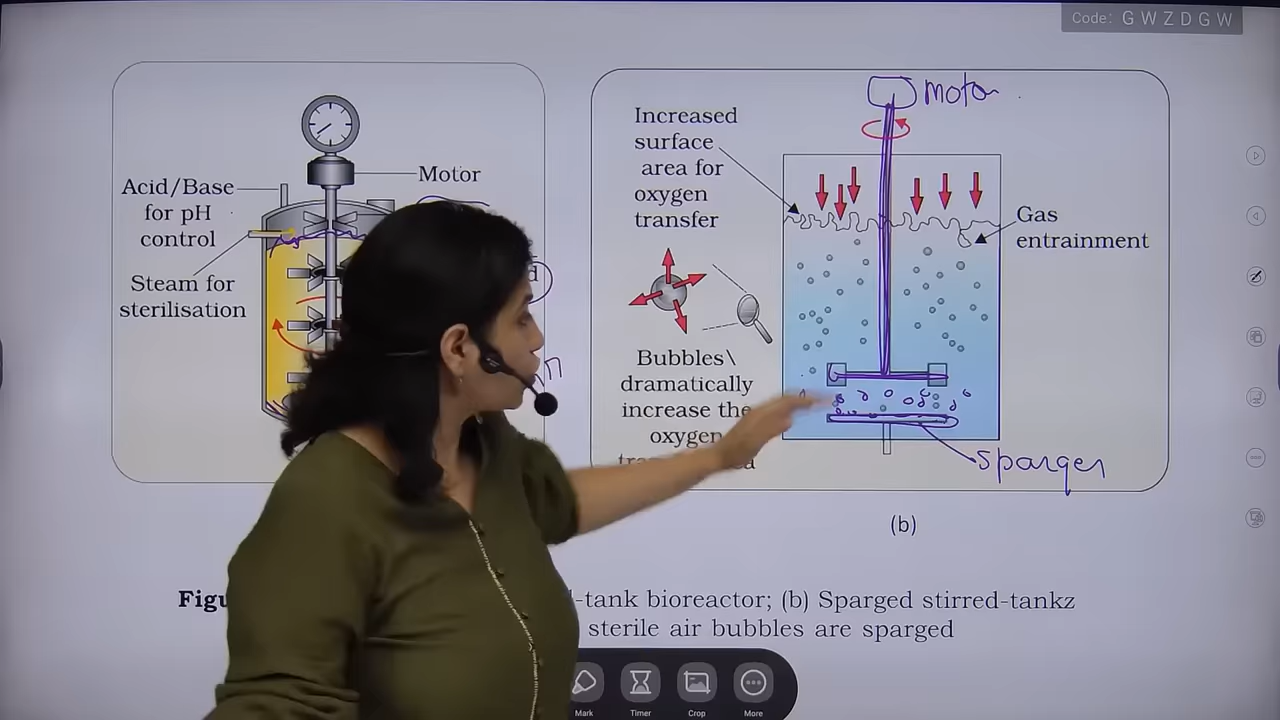 Code: G W Z D G W
Acid/Base
for pH
control
Steam for
sterilisation
Motor
Increased
surface
area for
oxygen
transfer
motor
Gas
entrainment
Bubbles\
dramatically
increase the
oxygen
sparger
(b)
-tank bioreactor; (b) Sparged stirred-tankz
sterile air bubbles are sparged
Mark
Timer
Crop
More